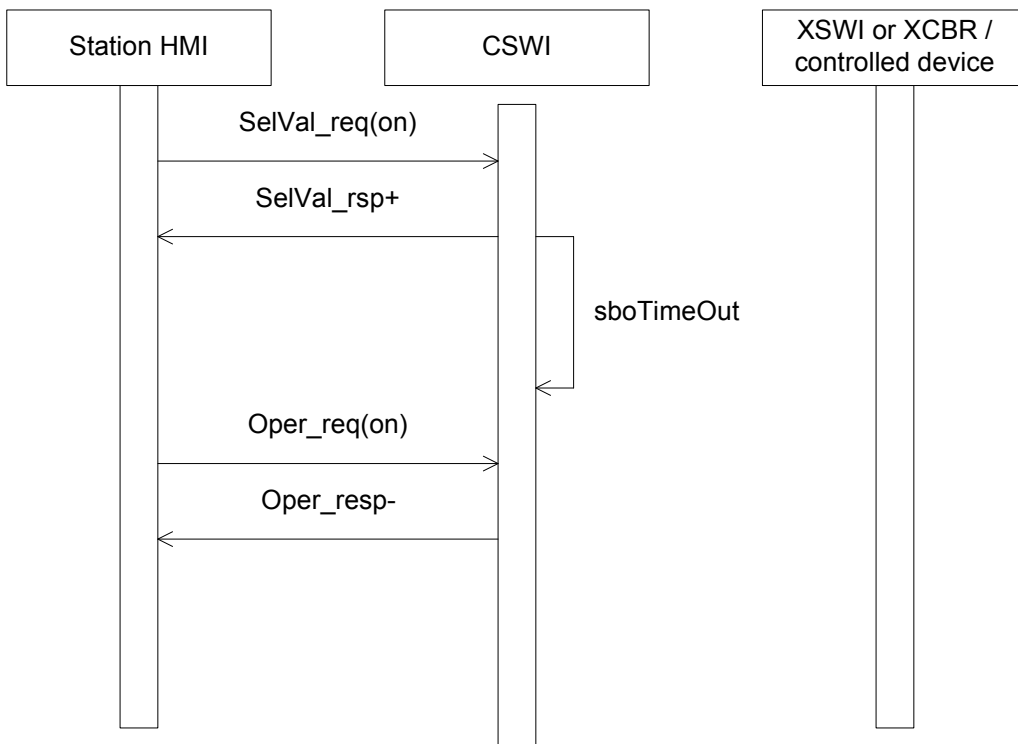 Station HMI
CSWI
XSWI or XCBR /
controlled device
SelVal_req(on)
SelVal_rsp+
sboTimeOut
Oper_req(on)
Oper_resp-